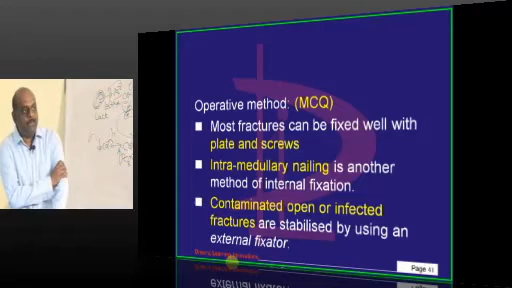 Operative method: (MCQ)
Most fractures can be fixed well with
plate and screws
Intra-medullary nailing is another
method of internal fixation.
Contaminated open or infected
fractures are stabilised by using an
external fixator.
Page 41